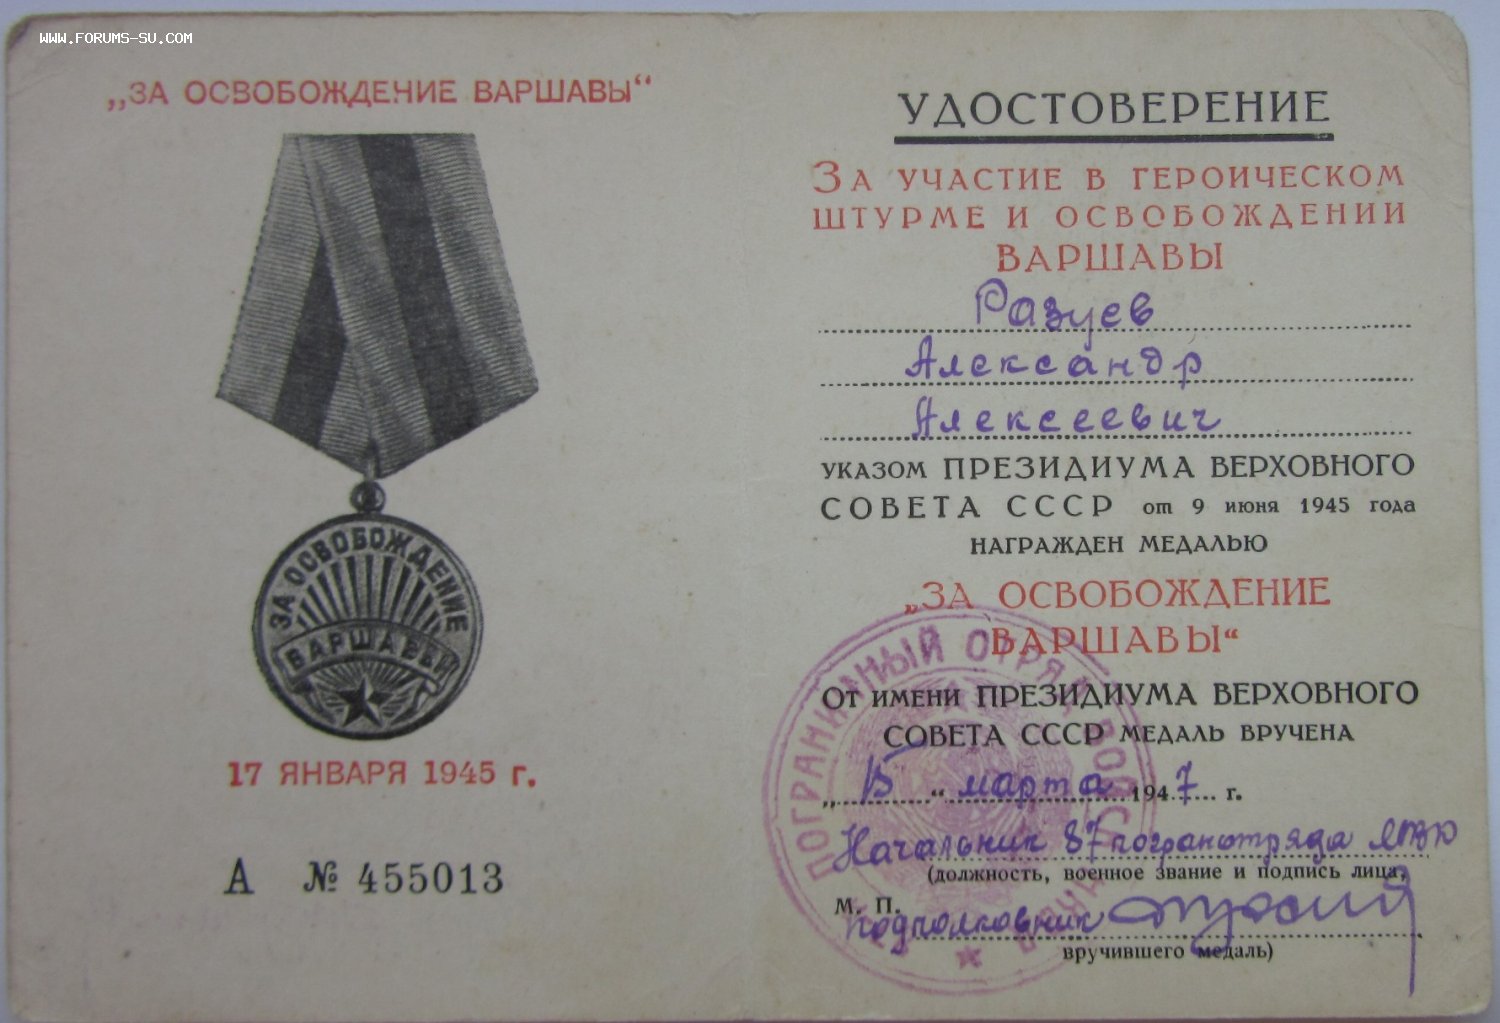 WWW.FORUMS-SU.COM
„ЗА ОСВОБОЖДЕНИЕ ВАРШАВЫ“
ЗА ОСВОБОЖДЕНИЕ
ВАРШАВЫ
17 ЯНВАРЯ 1945 г.
А № 455013
УДОСТОВЕРЕНИЕ
ЗА УЧАСТИЕ В ГЕРОИЧЕСКОМ
ШТУРМЕ И ОСВОБОЖДЕНИИ
ВАРШАВЫ
Разуев
Александр
Алексеевич
УКАЗОМ ПРЕЗИДИУМА ВЕРХОВНОГО
СОВЕТА СССР от 9 июня 1945 года
НАГРАЖДЕН МЕДАЛЬЮ
„ЗА ОСВОБОЖДЕНИЕ
ВАРШАВЫ“
ОТ ИМЕНИ ПРЕЗИДИУМА ВЕРХОВНОГО
СОВЕТА СССР МЕДАЛЬ ВРУЧЕНА
„15“ марта 1947 г.
Начальник 87 погранотряда
(должность, военное звание и подпись лица,
М. П.
подполковник
вручившего медаль)
ПОГРАНИЧНЫЙ ОТРЯД ВОЙСК